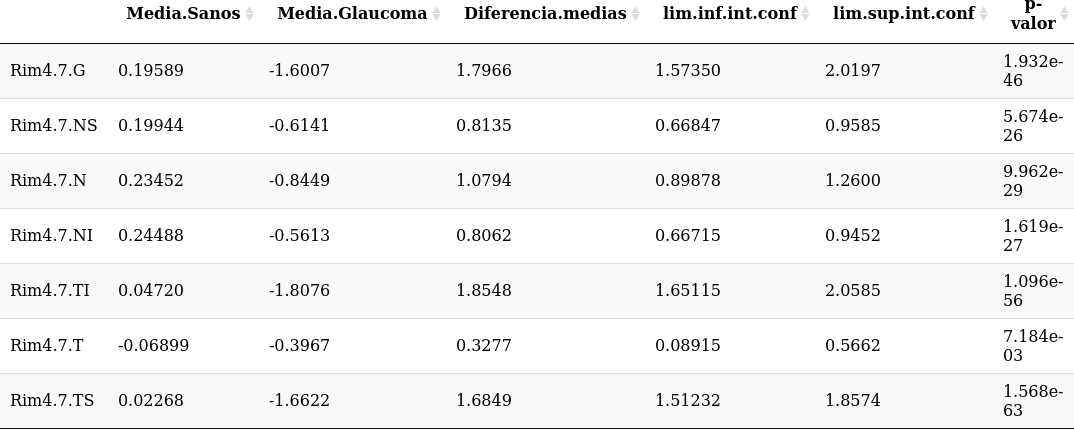 Media.Sanos Media.Glaucoma Diferencia.medias lim.inf.int.conf lim.sup.int.conf p-
valor
Rim4.7.G 0.19589 -1.6007 1.7966 1.57350 2.0197 1.932e-
46
Rim4.7.NS 0.19944 -0.6141 0.8135 0.66847 0.9585 5.674e-
26
Rim4.7.N 0.23452 -0.8449 1.0794 0.89878 1.2600 9.962e-
29
Rim4.7.NI 0.24488 -0.5613 0.8062 0.66715 0.9452 1.619e-
27
Rim4.7.TI 0.04720 -1.8076 1.8548 1.65115 2.0585 1.096e-
56
Rim4.7.T -0.06899 -0.3967 0.3277 0.08915 0.5662 7.184e-
03
Rim4.7.TS 0.02268 -1.6622 1.6849 1.51232 1.8574 1.568e-
63